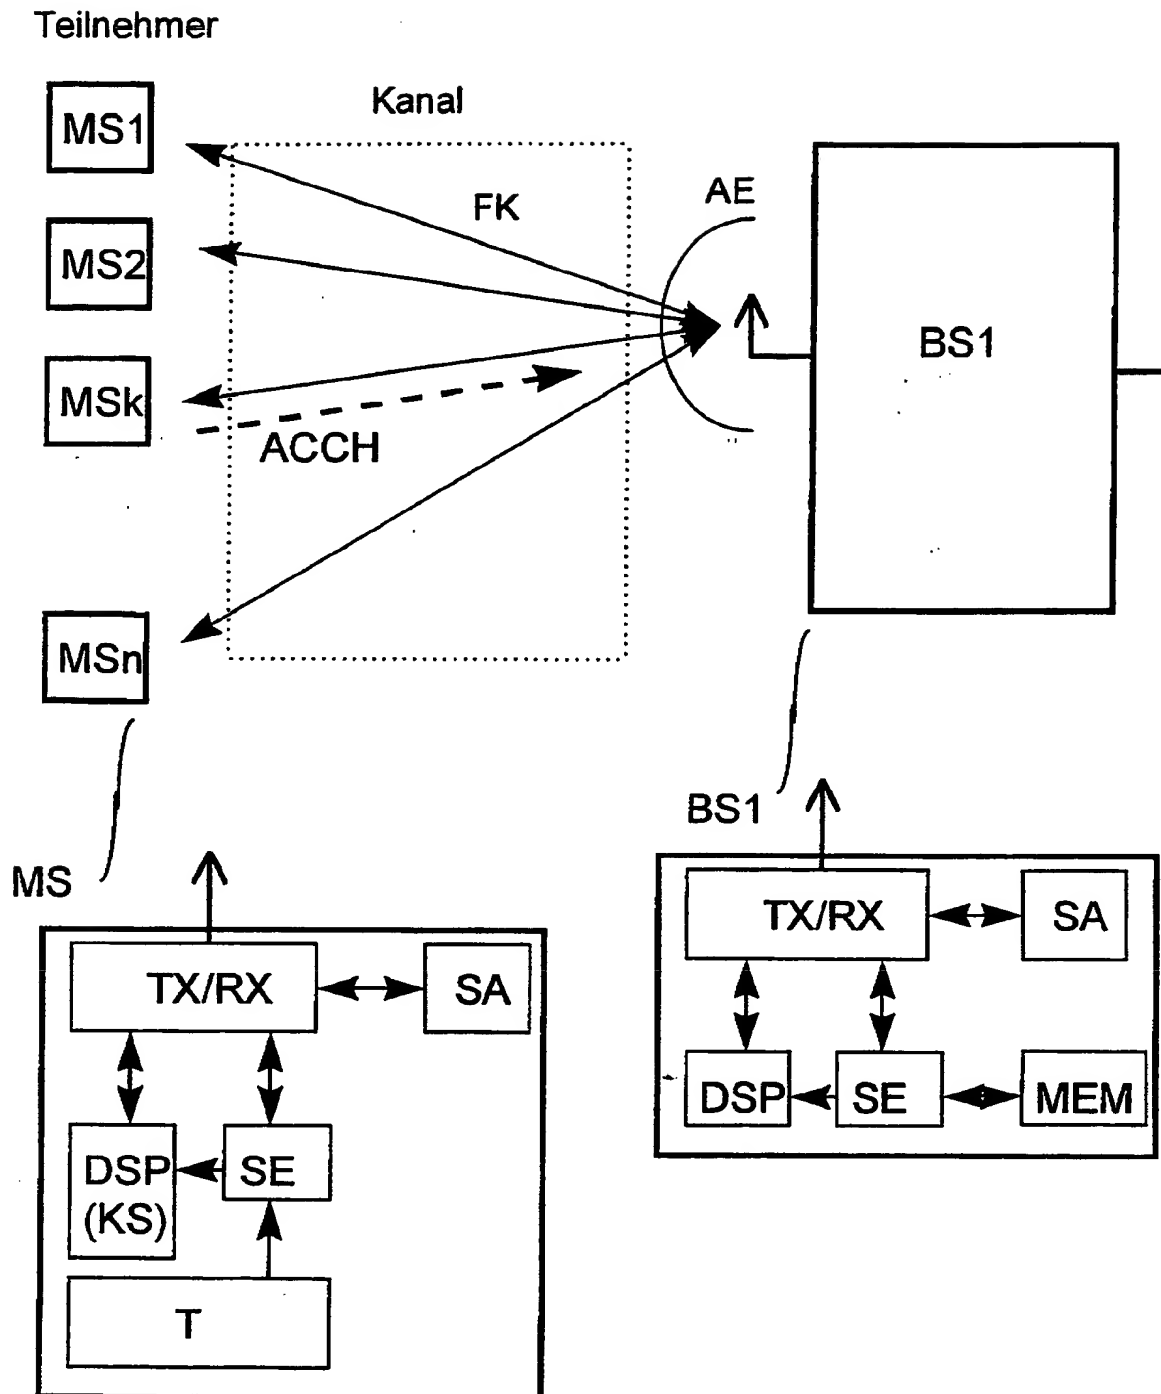 Teilnehmer
MS1
Kanal
FK
AE
MS2
BS1
MSk
ACCH
MSn
BS1
MS
TX/RX
SA
TX/RX
SA
DSP
SE
MEM
DSP
(KS)
SE
T